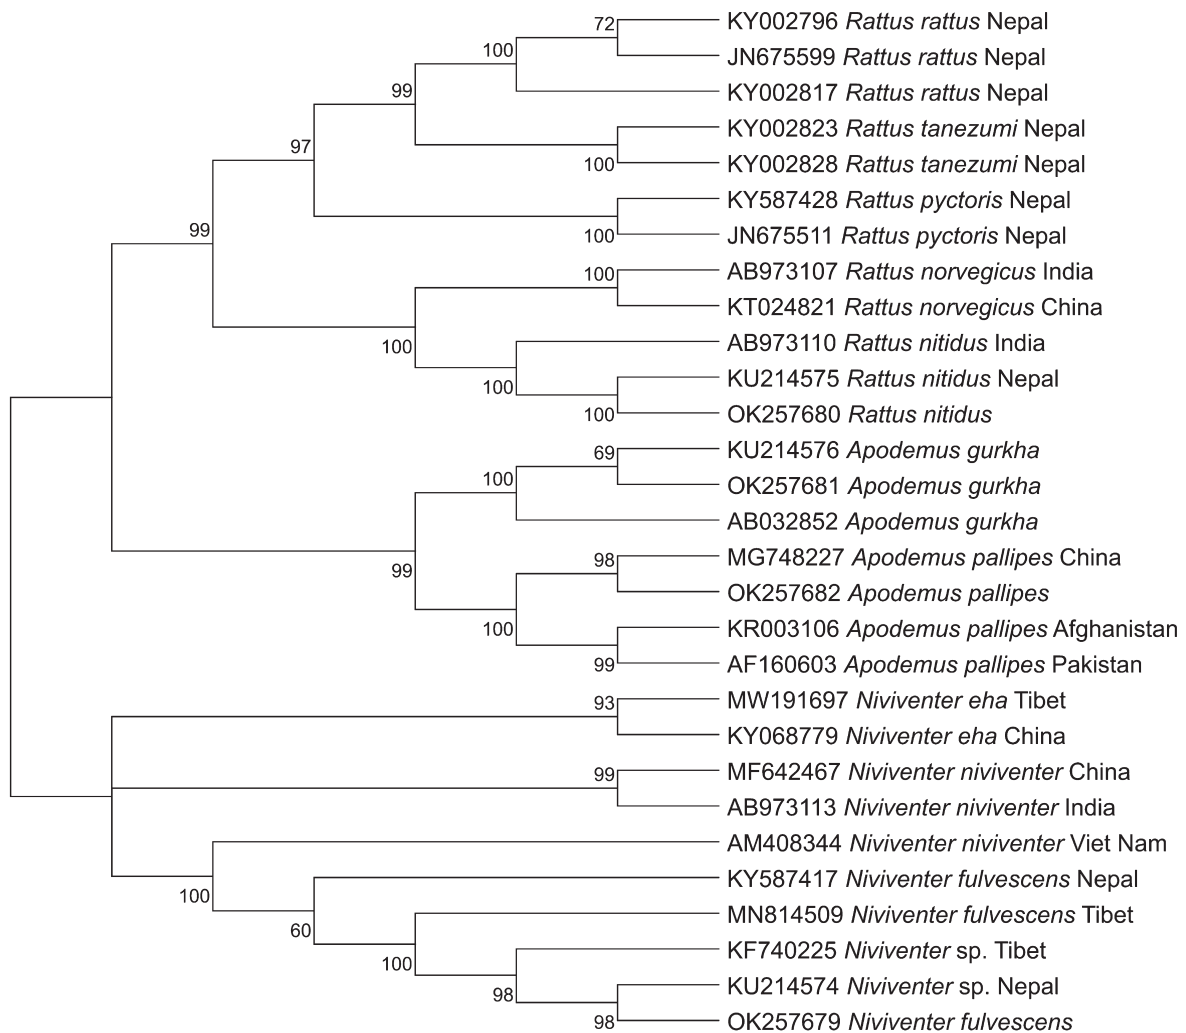 72
KY002796 Rattus rattus Nepal
100
JN675599 Rattus rattus Nepal
99
KY002817 Rattus rattus Nepal
KY002823 Rattus tanezumi Nepal
97
100
KY002828 Rattus tanezumi Nepal
KY587428 Rattus pyctoris Nepal
99
100
JN675511 Rattus pyctoris Nepal
100
AB973107 Rattus norvegicus India
KT024821 Rattus norvegicus China
100
AB973110 Rattus nitidus India
100
KU214575 Rattus nitidus Nepal
100
OK257680 Rattus nitidus
69
KU214576 Apodemus gurkha
100
OK257681 Apodemus gurkha
AB032852 Apodemus gurkha
99
98
MG748227 Apodemus pallipes China
OK257682 Apodemus pallipes
100
KR003106 Apodemus pallipes Afghanistan
99
AF160603 Apodemus pallipes Pakistan
93
MW191697 Niviventer eha Tibet
KY068779 Niviventer eha China
99
MF642467 Niviventer niviventer China
AB973113 Niviventer niviventer India
AM408344 Niviventer niviventer Viet Nam
100
KY587417 Niviventer fulvescens Nepal
60
MN814509 Niviventer fulvescens Tibet
100
KF740225 Niviventer sp. Tibet
98
KU214574 Niviventer sp. Nepal
98
OK257679 Niviventer fulvescens